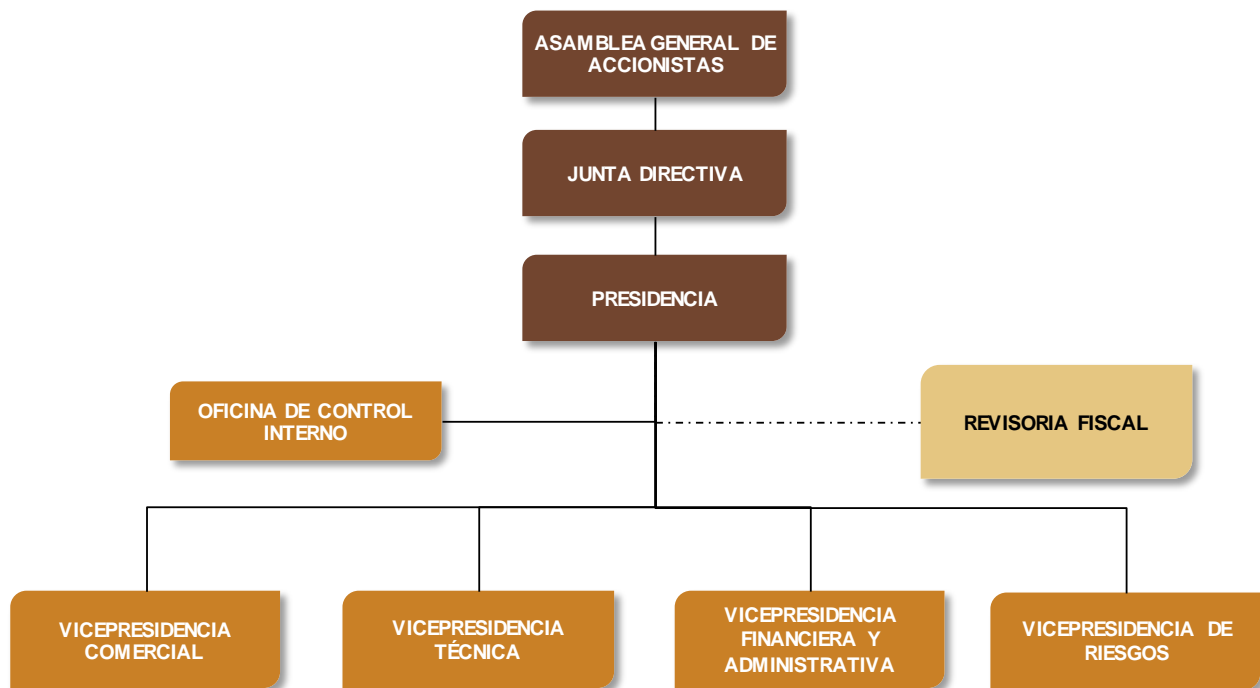 ASAMBLEA GENERAL DE
ACCIONISTAS
JUNTA DIRECTIVA
PRESIDENCIA
OFICINA DE CONTROL
INTERNO
REVISORIA FISCAL
VICEPRESIDENCIA
COMERCIAL
VICEPRESIDENCIA
TÉCNICA
VICEPRESIDENCIA
FINANCIERA Y
ADMINISTRATIVA
VICEPRESIDENCIA DE
RIESGOS